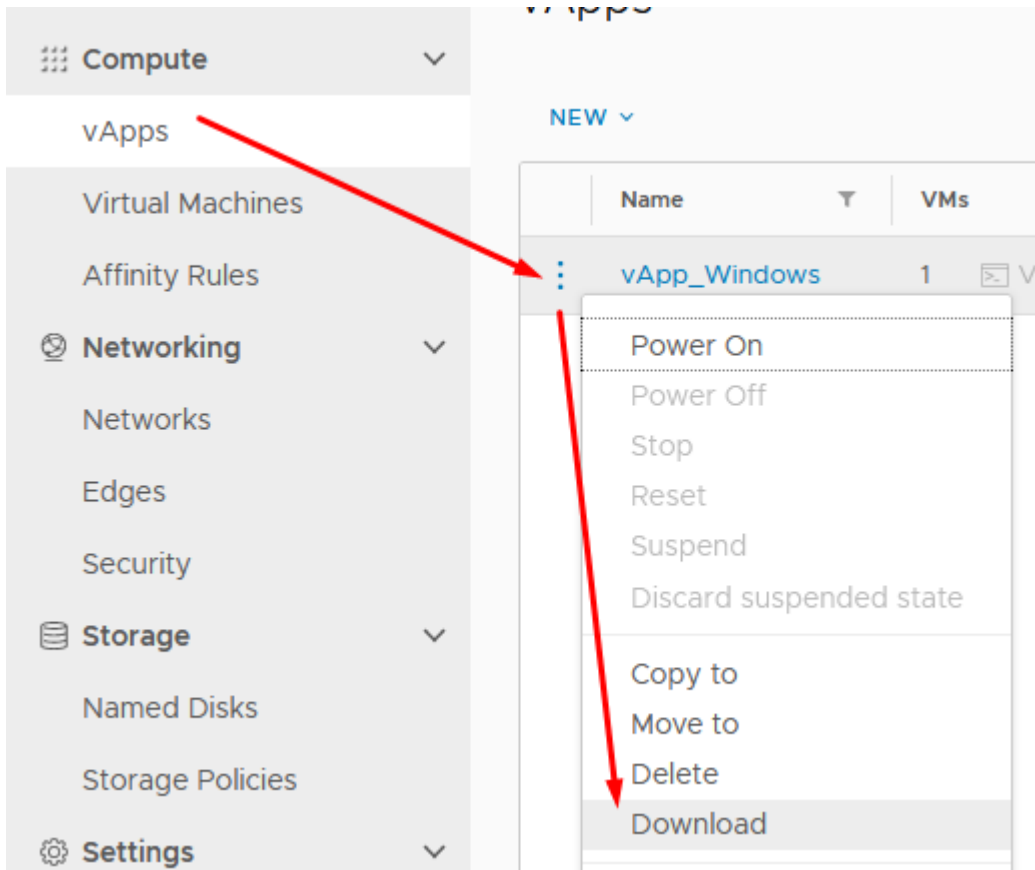 vApps
Compute
vApps
Virtual Machines
Affinity Rules
Networking
Networks
Edges
Security
Storage
Named Disks
Storage Policies
Settings
NEW
Name VMs
vApp_Windows 1 V
Power On
Power Off
Stop
Reset
Suspend
Discard suspended state
Copy to
Move to
Delete
Download